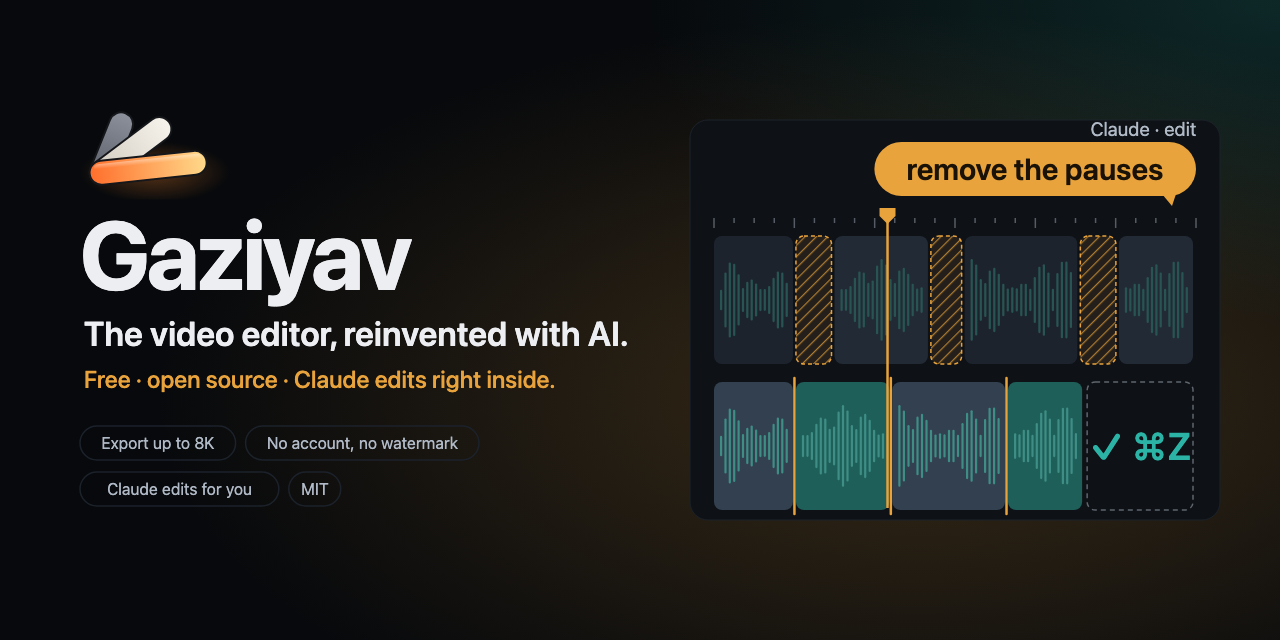 Gaziyav
The video editor, reinvented with AI.
Free · open source · Claude edits right inside.
Export up to 8K
No account, no watermark
Claude edits for you
MIT
Claude · edit
remove the pauses
✓ ⌘Z